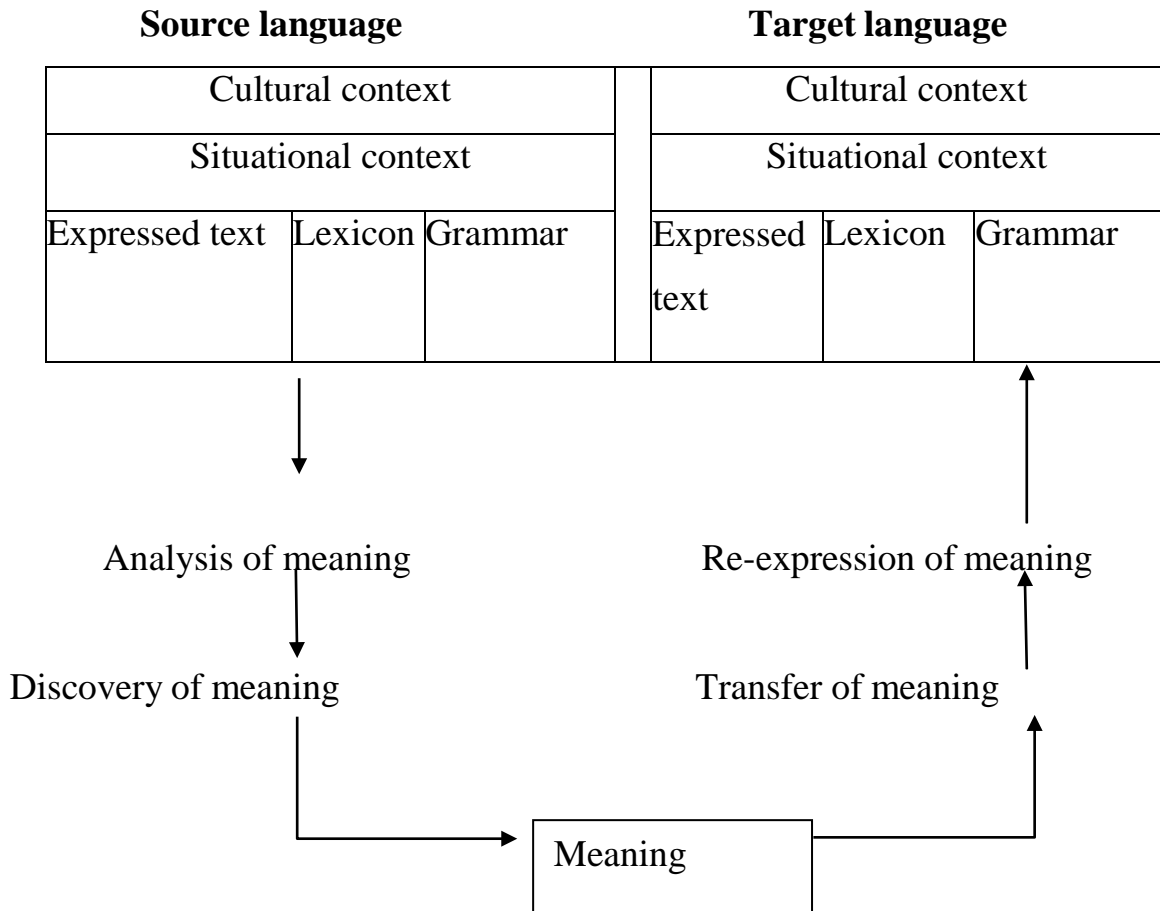 Source language Target language
Cultural context Cultural context
Situational context Situational context
Expressed text Lexicon Grammar Expressed Lexicon Grammar
text
Analysis of meaning Re-expression of meaning
Discovery of meaning Transfer of meaning
Meaning